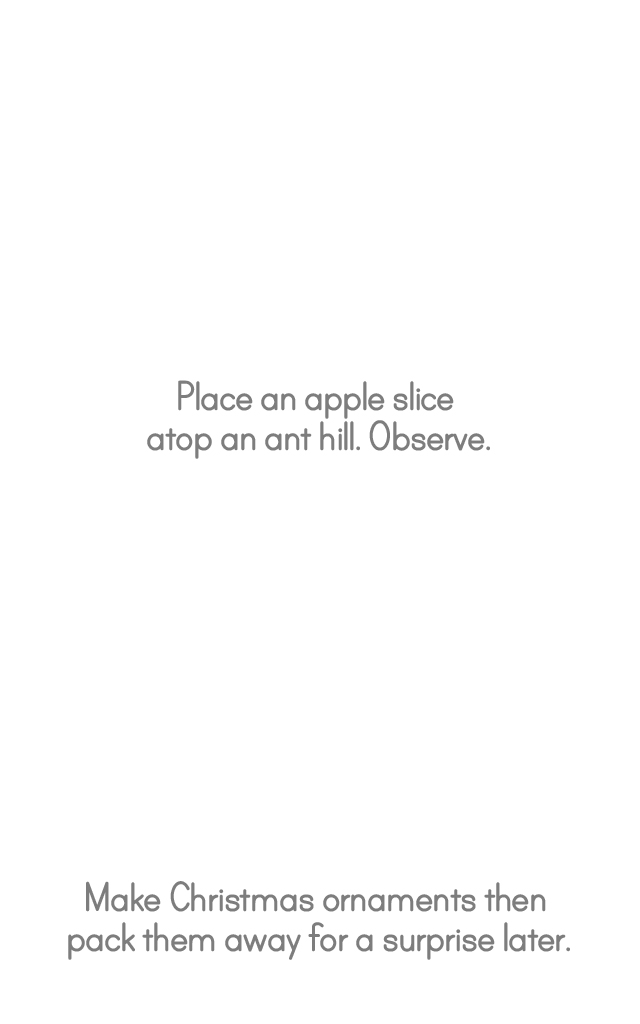 Place an apple slice
atop an ant hill. Observe.
Make Christmas ornaments then
pack them away for a surprise later.